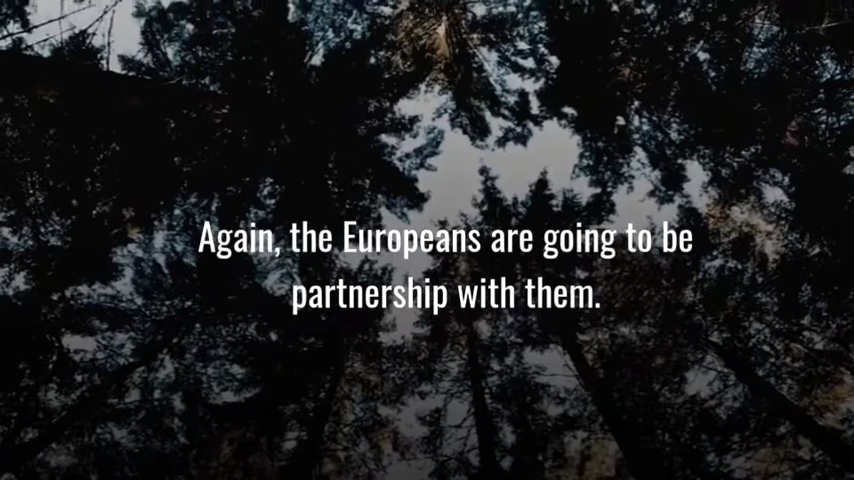 Again, the Europeans are going to be
partnership with them.